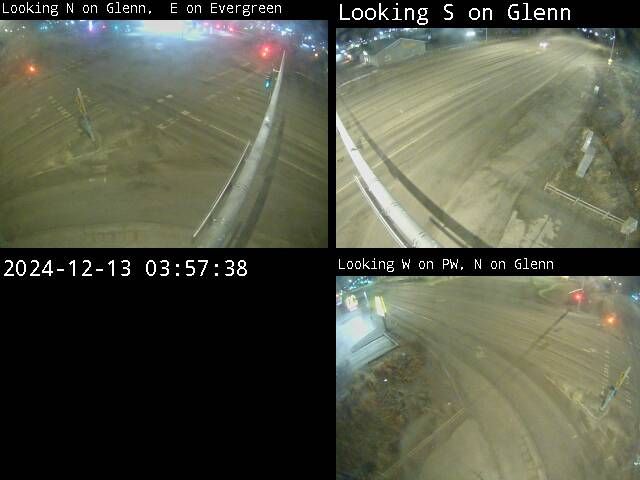 Looking N on Glenn,  E on Evergreen
Looking S on Glenn
2024-12-13 03:57:38
Looking W on PW, N on Glenn